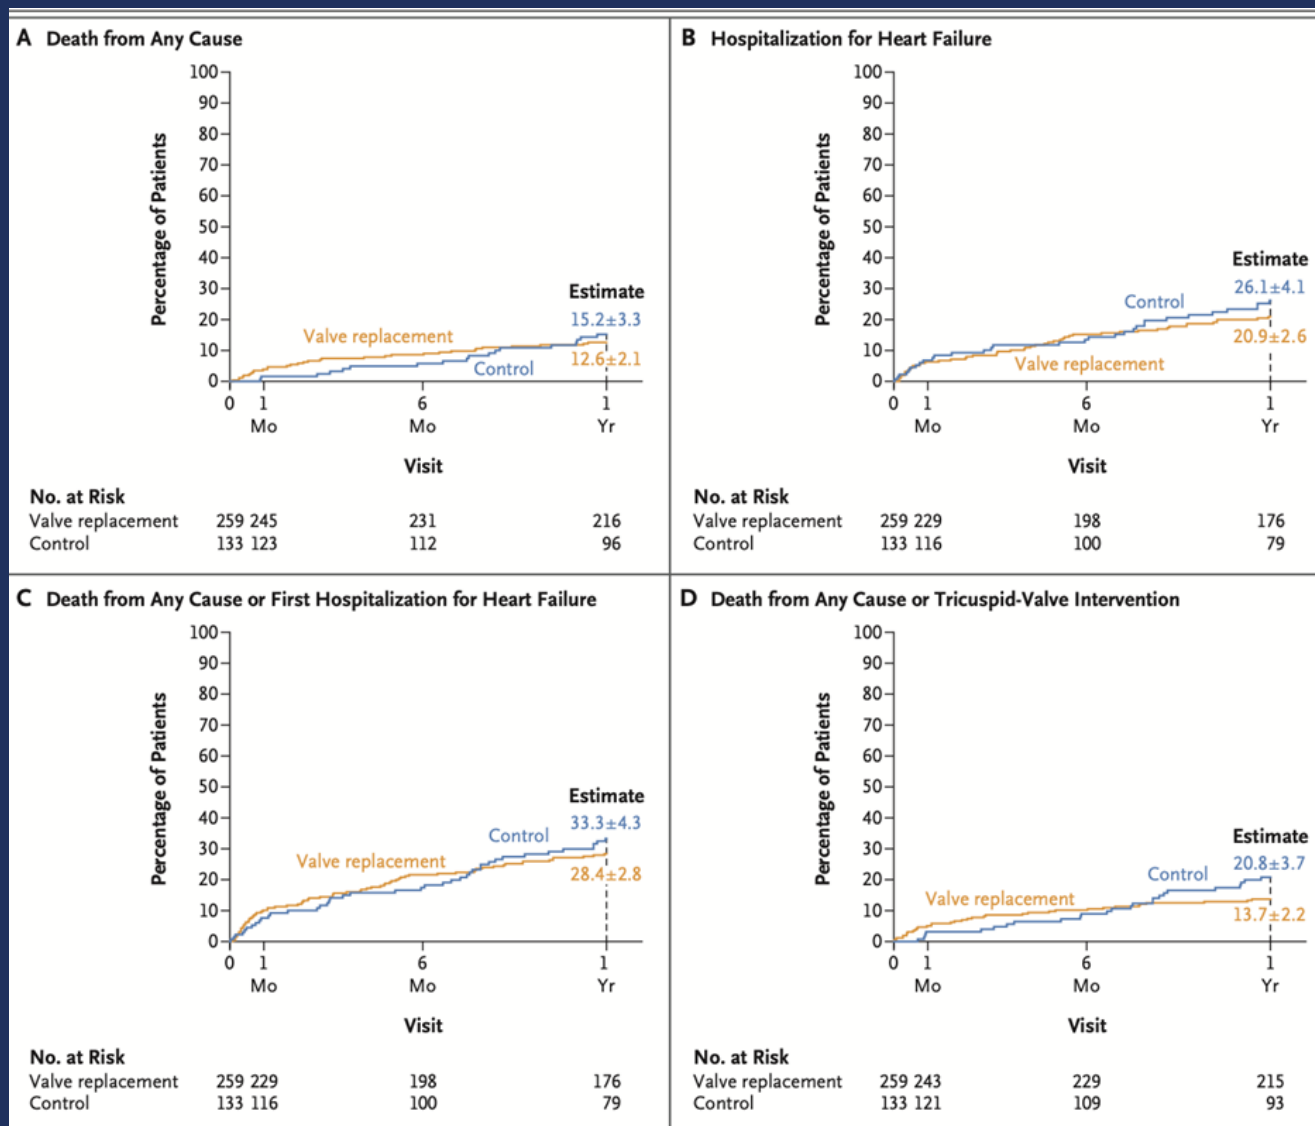 A Death from Any Cause
100
90
80
70
60
50
40
30
20
10
0
Percentage of Patients
Estimate
15.2±3.3
Valve replacement
12.6±2.1
Control
0 1 6 1
Mo Mo Yr
Visit
No. at Risk
Valve replacement 259 245 231 216
Control 133 123 112 96
B Hospitalization for Heart Failure
100
90
80
70
60
50
40
30
20
10
0
Percentage of Patients
Estimate
26.1±4.1
Control
20.9±2.6
Valve replacement
0 1 6 1
Mo Mo Yr
Visit
No. at Risk
Valve replacement 259 229 198 176
Control 133 116 100 79
C Death from Any Cause or First Hospitalization for Heart Failure
100
90
80
70
60
50
40
30
20
10
0
Percentage of Patients
Estimate
33.3±4.3
Control
Valve replacement
28.4±2.8
0 1 6 1
Mo Mo Yr
Visit
No. at Risk
Valve replacement 259 229 198 176
Control 133 116 100 79
D Death from Any Cause or Tricuspid-Valve Intervention
100
90
80
70
60
50
40
30
20
10
0
Percentage of Patients
Estimate
20.8±3.7
Control
Valve replacement
13.7±2.2
0 1 6 1
Mo Mo Yr
Visit
No. at Risk
Valve replacement 259 243 229 215
Control 133 121 109 93